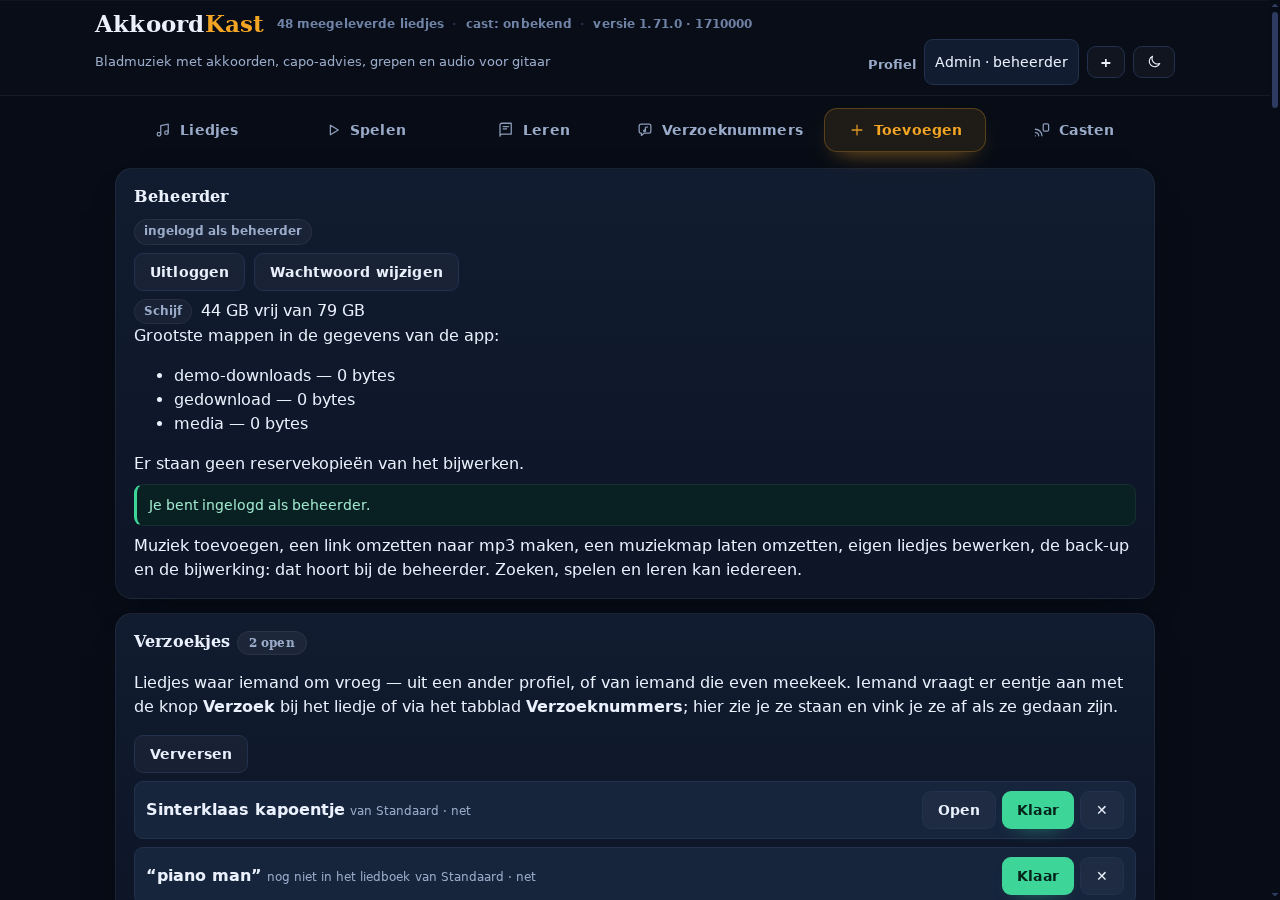 AkkoordKast 48 meegeleverde liedjes · cast: onbekend · versie 1.71.0 · 1710000
Bladmuziek met akkoorden, capo-advies, grepen en audio voor gitaar
Profiel Admin · beheerder +
Liedjes Spelen Leren Verzoeknummers Toevoegen Casten
Beheerder
ingelogd als beheerder
Uitloggen Wachtwoord wijzigen
Schijf 44 GB vrij van 79 GB
Grootste mappen in de gegevens van de app:
• demo-downloads — 0 bytes
• gedownload — 0 bytes
• media — 0 bytes
Er staan geen reservekopieën van het bijwerken.
Je bent ingelogd als beheerder.
Muziek toevoegen, een link omzetten naar mp3 maken, een muziekmap laten omzetten, eigen liedjes bewerken, de back-up
en de bijwerking: dat hoort bij de beheerder. Zoeken, spelen en leren kan iedereen.
Verzoekjes 2 open
Liedjes waar iemand om vroeg — uit een ander profiel, of van iemand die even meekeek. Iemand vraagt er eentje aan met
de knop Verzoek bij het liedje of via het tabblad Verzoeknummers; hier zie je ze staan en vink je ze af als ze gedaan zijn.
Verversen
Sinterklaas kapoentje van Standaard · net Open Klaar ✕
“piano man” nog niet in het liedboek van Standaard · net Klaar ✕